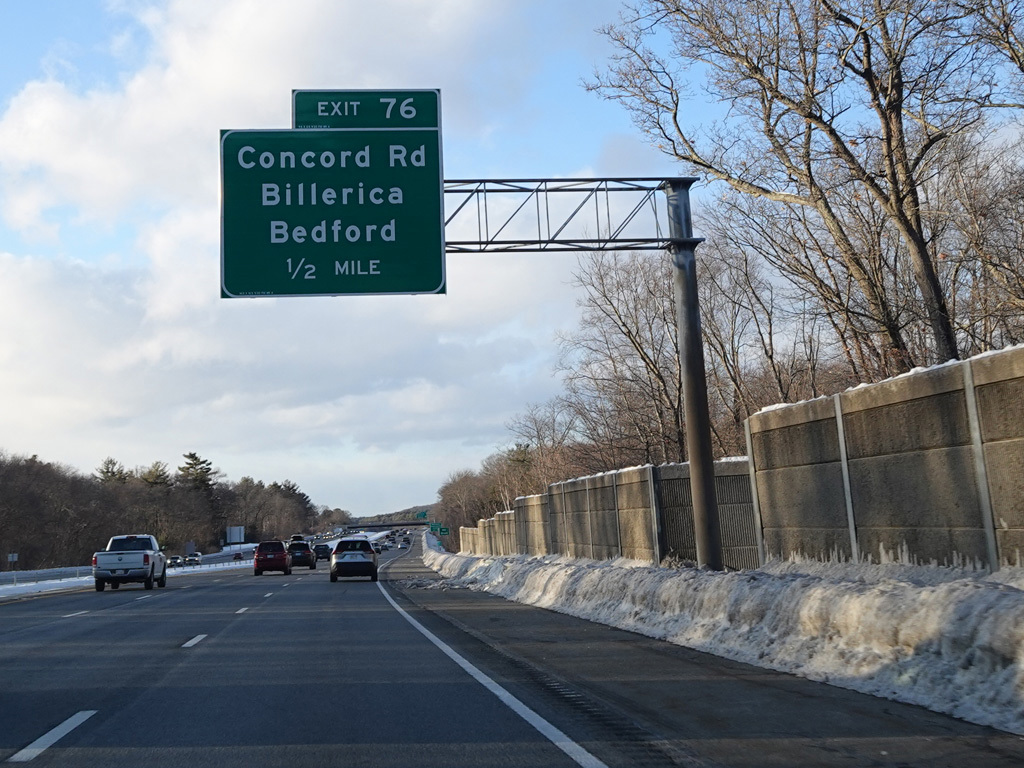 EXIT 76
Concord Rd
Billerica
Bedford
1/2 MILE